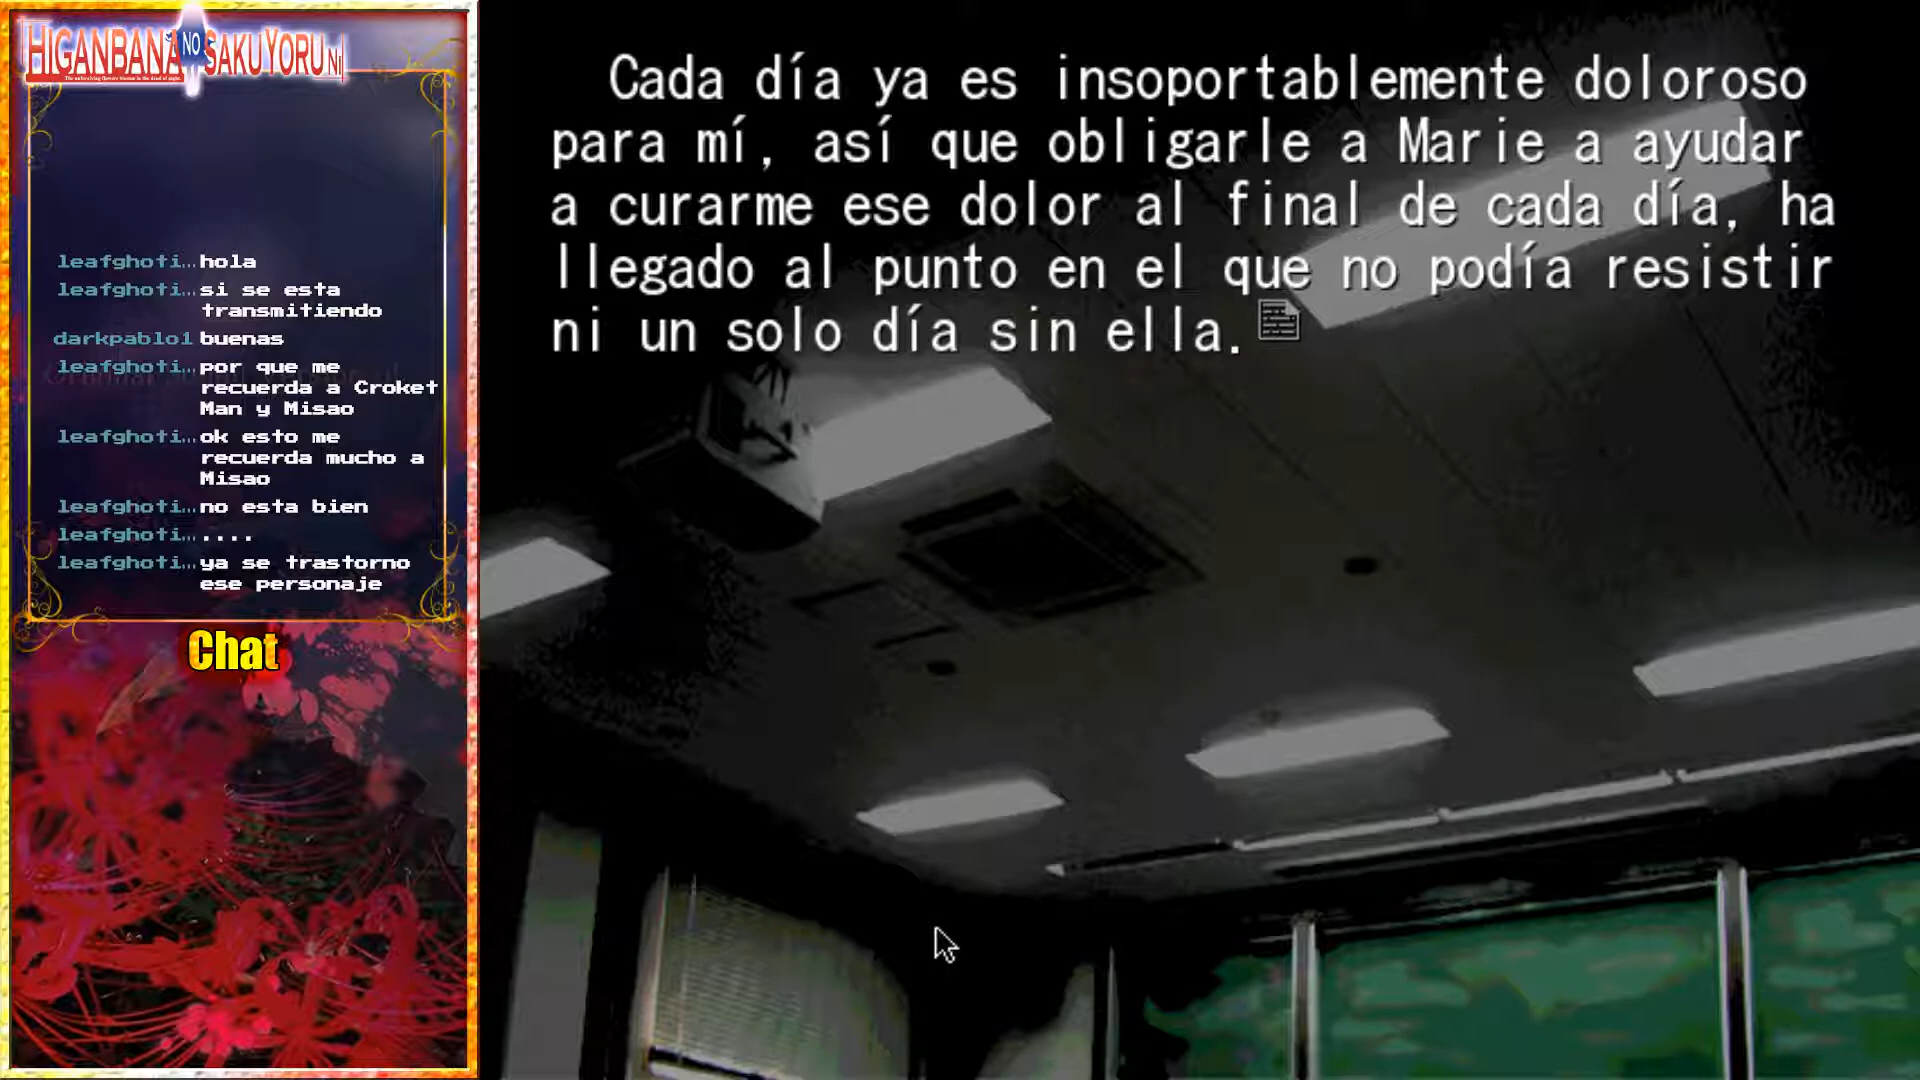 HIGANBANA NO SAKU YORU NI
hola
si se esta
transmitiendo
darkpablo1 buenas
leafghoti… por que me
recuerda a Croket
Man y Misao
leafghoti… ok esto me
recuerda mucho a
Misao
leafghoti… no esta bien
leafghoti… ....
leafghoti… ya se trastorno
ese personaje
Chat
Cada día ya es insoportablemente doloroso
para mí, así que obligarle a Marie a ayudar
a curarme ese dolor al final de cada día, ha
llegado al punto en el que no podía resistir
ni un solo día sin ella.